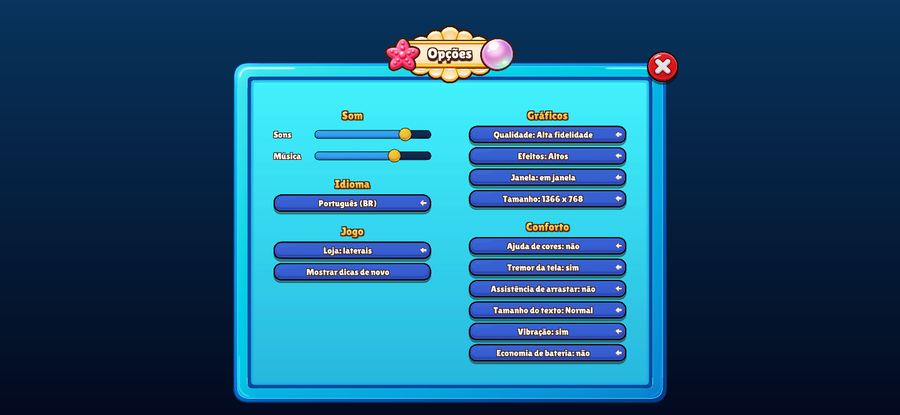 Opções
Som
Sons
Música
Idioma
Português (BR)
Jogo
Loja: laterais
Mostrar dicas de novo
Gráficos
Qualidade: Alta fidelidade
Efeitos: Altos
Janela: em janela
Tamanho: 1366 x 768
Conforto
Ajuda de cores: não
Tremor da tela: sim
Assistência de arrastar: não
Tamanho do texto: Normal
Vibração: sim
Economia de bateria: não